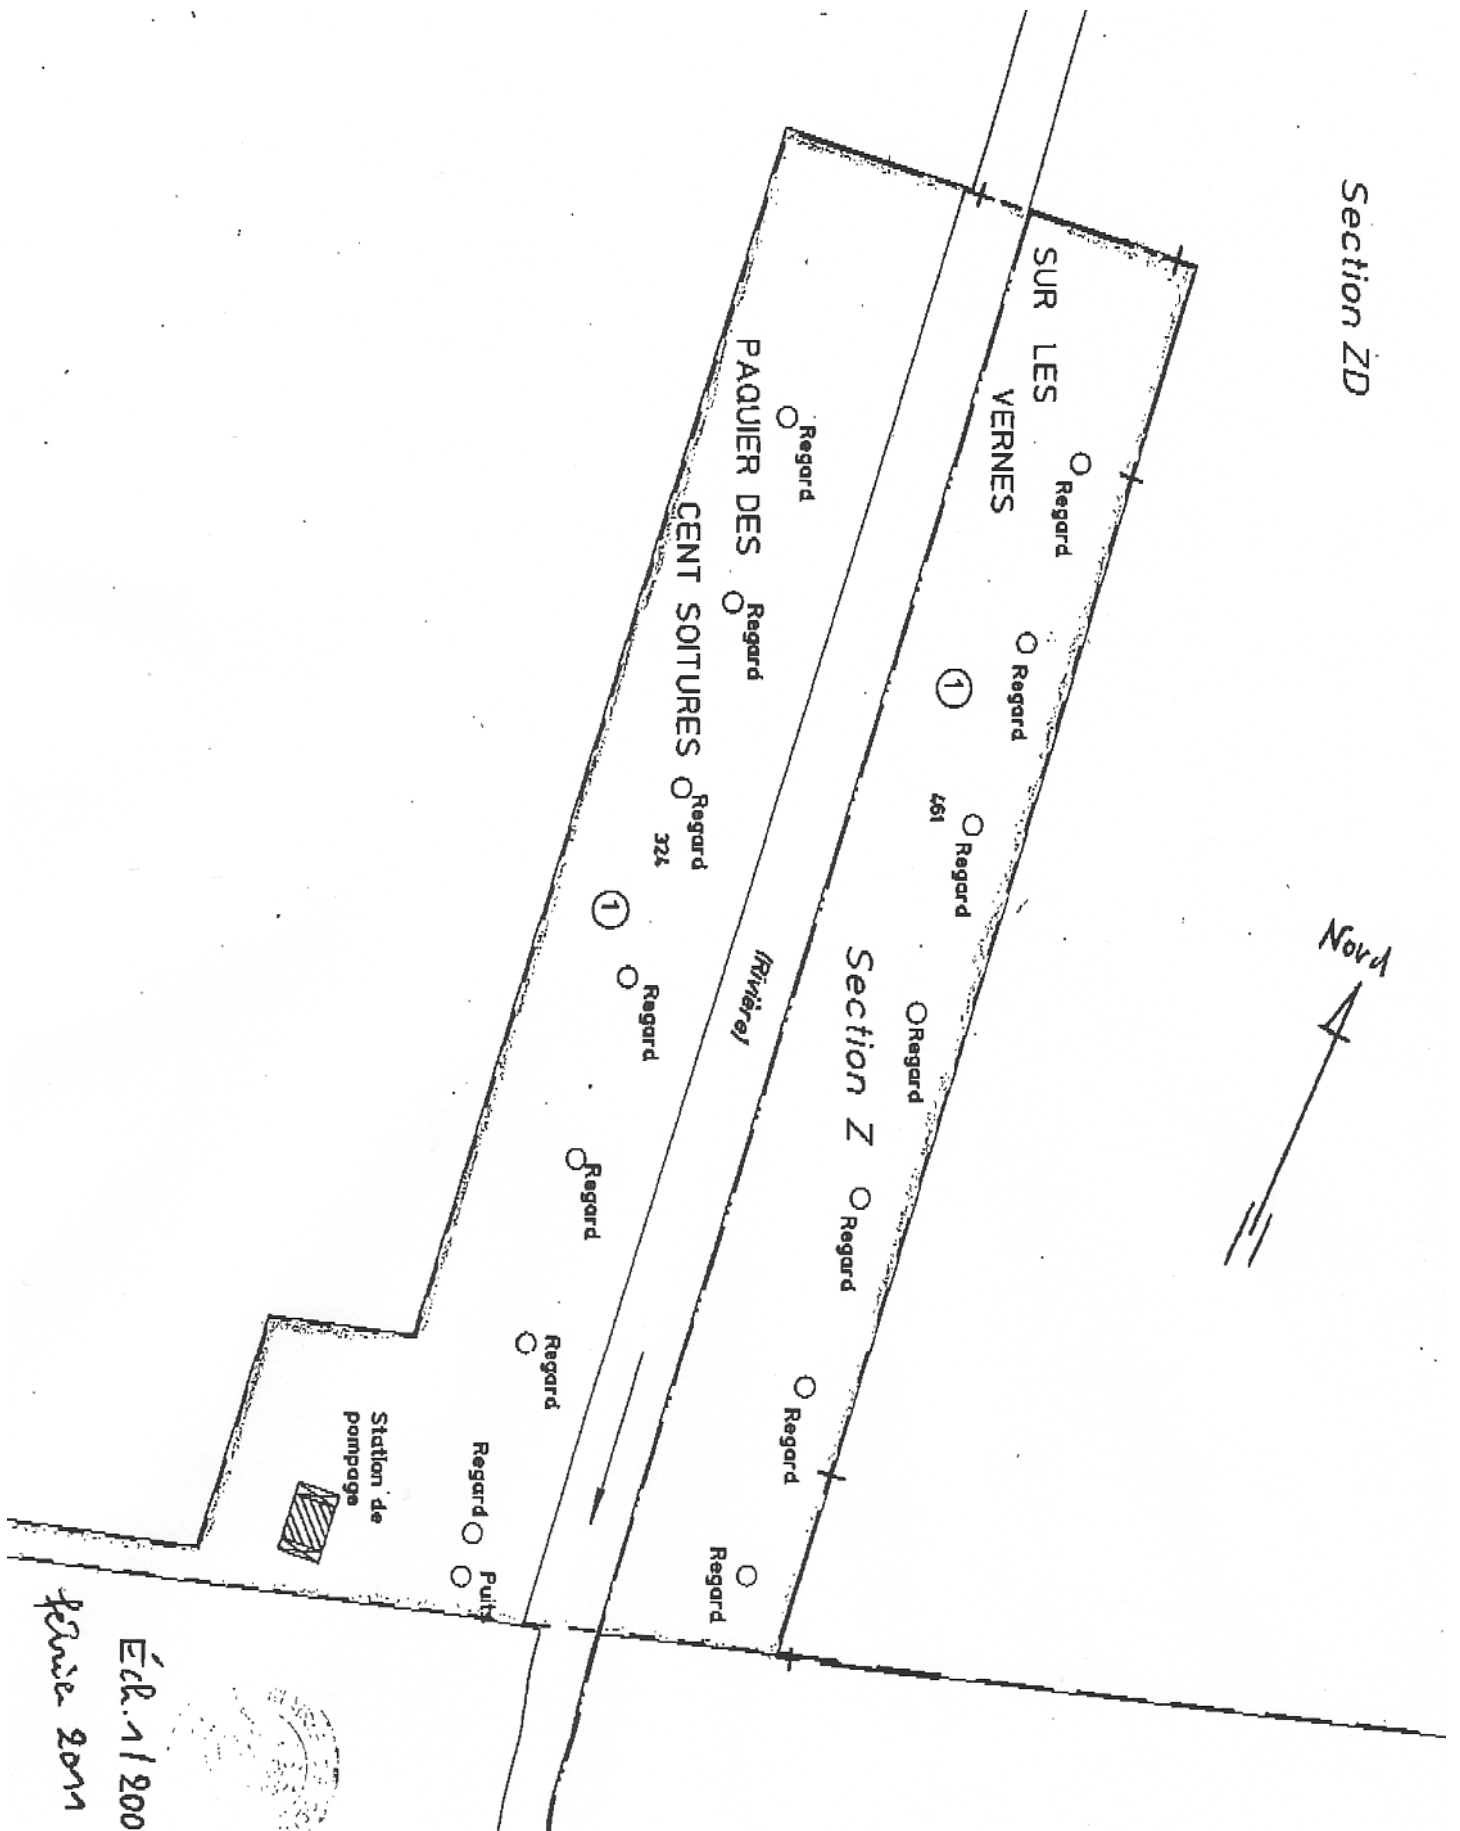 Section ZD
SUR LES
VERNES
Regard
Regard
PAQUIER DES
CENT SOITURES
Regard
Regard
1
461
Regard
Regard
324
1
Nord
Section Z
(Rivière)
Regard
Regard
Regard
Regard
Regard
Regard
Station de
pompage
Regard
Regard
Puits
Éch. 1/200
février 2011